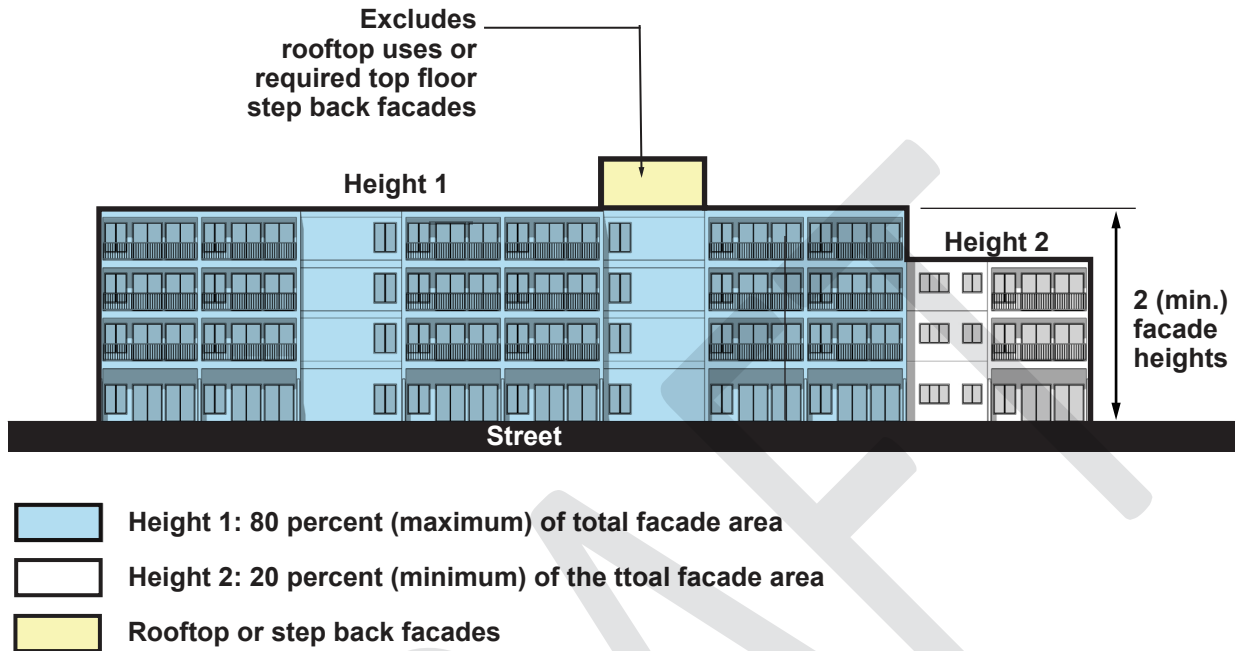 Excludes
rooftop uses or
required top floor
step back facades
Height 1
Height 2
2 (min.)
facade
heights
Street
Height 1: 80 percent (maximum) of total facade area
Height 2: 20 percent (minimum) of the ttoal facade area
Rooftop or step back facades